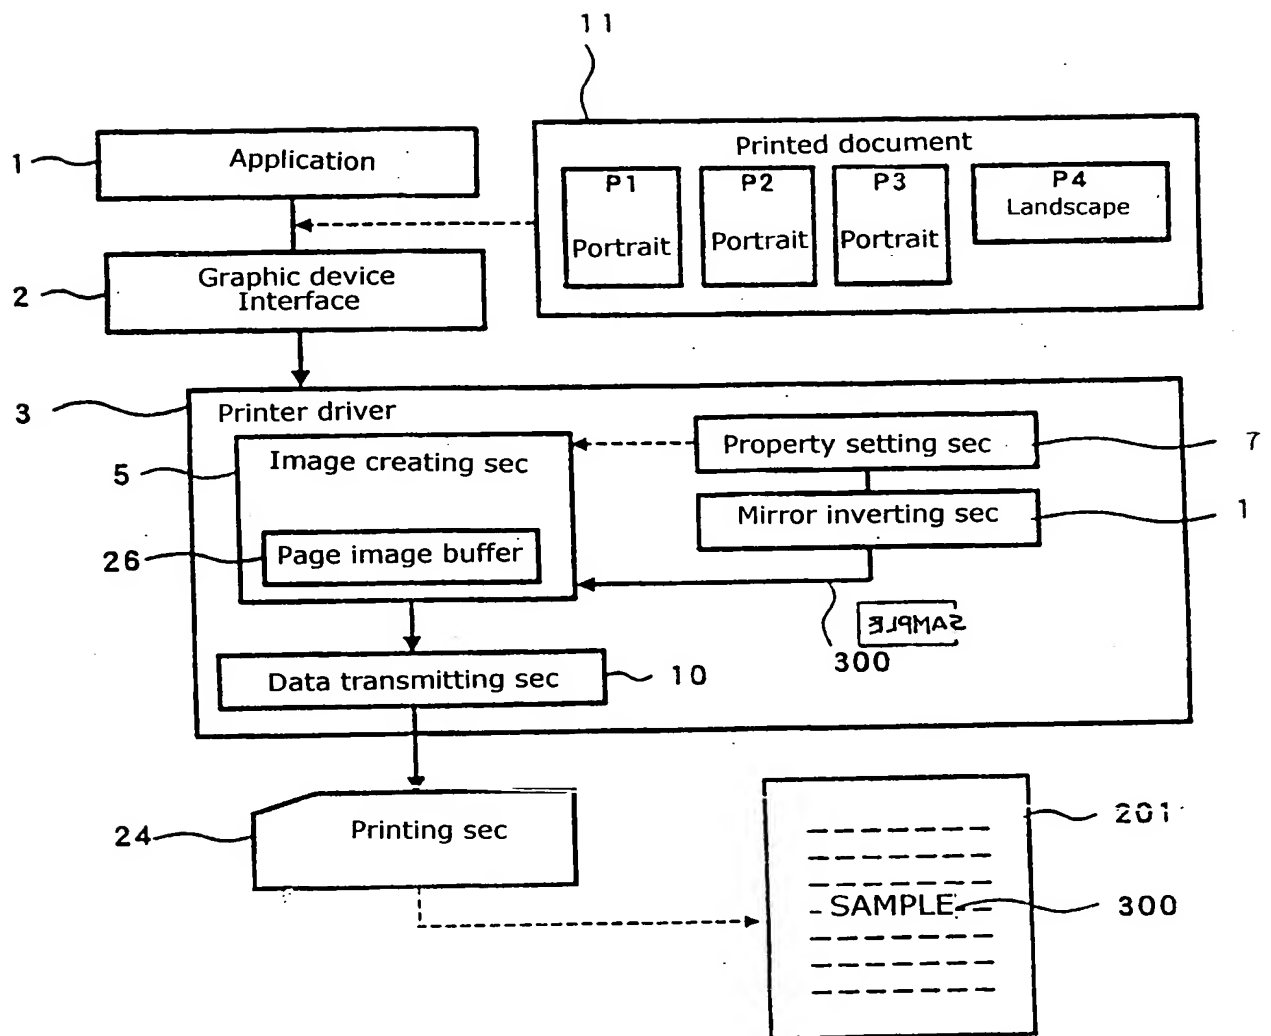 11
1
Application
Printed document
P1
Portrait
P2
Portrait
P3
Portrait
P4
Landscape
2
Graphic device
Interface
3
Printer driver
5
Image creating sec
Property setting sec
7
Mirror inverting sec
1
26
Page image buffer
SAMPLE
300
Data transmitting sec
10
24
Printing sec
201
SAMPLE
300